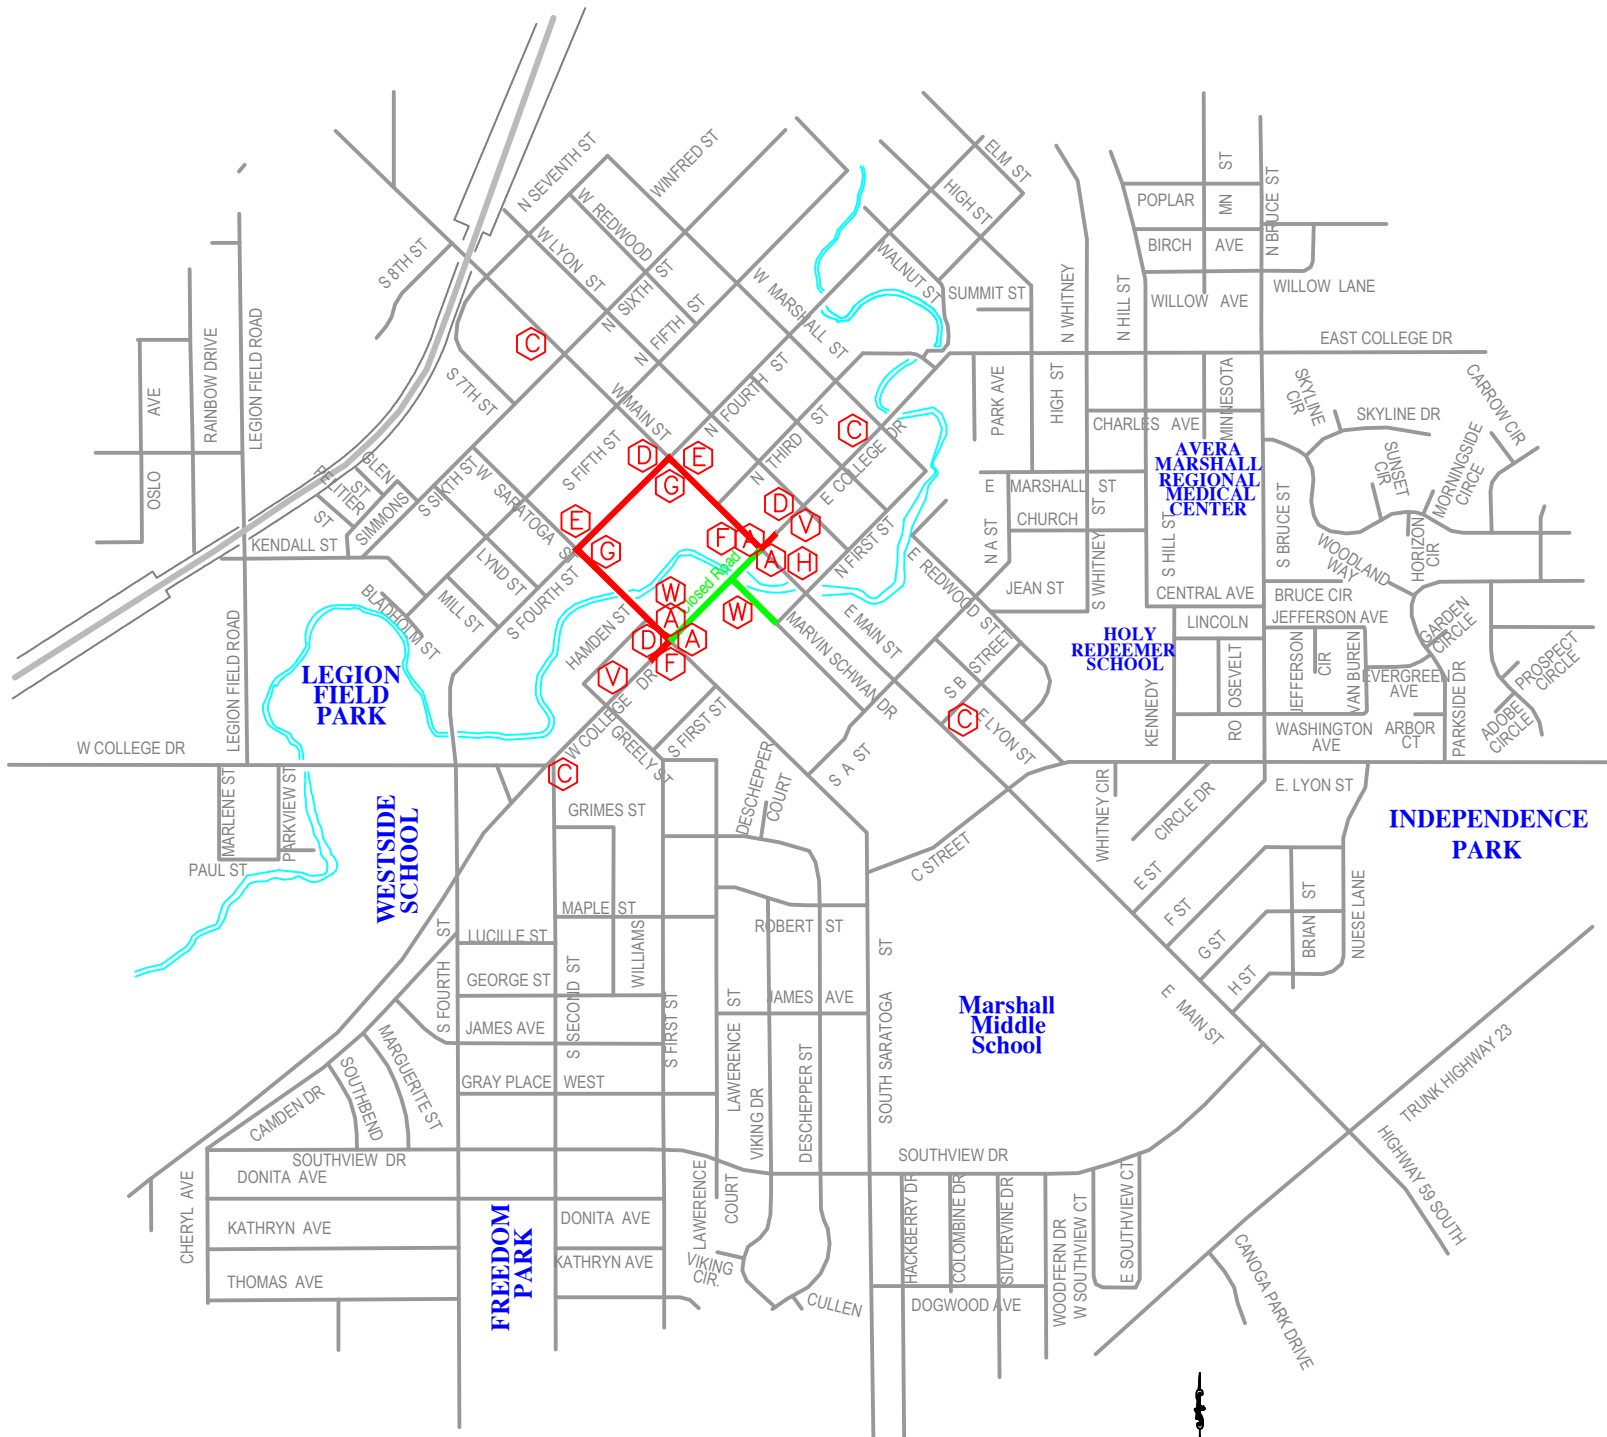 N SEVENTH ST
WINFRED ST
W REDWOOD ST
W LYON ST
S 8TH ST
N SIXTH ST
N FIFTH ST
W MARSHALL ST
WALNUT ST
HIGH ST
ELM ST
SUMMIT ST
N WHITNEY
N HILL ST
POPLAR
MN ST
N BRUCE ST
BIRCH AVE
WILLOW AVE
WILLOW LANE
EAST COLLEGE DR
AVE
OSLO
RAINBOW DRIVE
LEGION FIELD ROAD
C
S 7TH ST
W MAIN ST
N FOURTH ST
N THIRD ST
C
E COLLEGE DR
PARK AVE
HIGH ST
CHARLES AVE
MINNESOTA
SKYLINE CIR
SKYLINE DR
CARROW CIR
SUNSET CIR
MORNINGSIDE CIRCE
HORIZON CIR
AVERA
MARSHALL
REGIONAL
MEDICAL
CENTER
GLEN ST
PELITIER ST
SIMMONS
S SIXTH ST
W SARATOGA ST
S FIFTH ST
D
E
G
E
G
D
V
F
A
A
H
E MARSHALL ST
CHURCH
N A ST
S WHITNEY ST
S HILL ST
S BRUCE ST
WOODLAND WAY
KENDALL ST
LYND ST
MILL ST
BLADHOLM ST
S FOURTH ST
HAMDEN ST
Closed Road
W
W
A
D
A
F
V
N FIRST ST
E REDWOOD STREET
JEAN ST
CENTRAL AVE
BRUCE CIR
JEFFERSON AVE
LINCOLN
E MAIN ST
MARVIN SCHWAN DR
S B STREET
E LYON ST
C
HOLY
REDEEMER
SCHOOL
KENNEDY
ROOSEVELT
JEFFERSON CIR
VAN BUREN
GARDEN CIRCLE
EVERGREEN AVE
PROSPECT CIRCLE
ADOBE CIRCLE
WASHINGTON AVE
ARBOR CT
PARKSIDE DR
LEGION
FIELD
PARK
LEGION FIELD ROAD
W COLLEGE DR
W COLLEGE DR
GREELY ST
S FIRST ST
C
S A ST
DESCHEPPER COURT
MARLENE ST
PARKVIEW ST
PAUL ST
WESTSIDE
SCHOOL
GRIMES ST
C STREET
WHITNEY CIR
CIRCLE DR
E. LYON ST
INDEPENDENCE
PARK
E ST
F ST
G ST
H ST
BRIAN ST
NUESE LANE
MAPLE ST
LUCILLE ST
GEORGE ST
JAMES AVE
GRAY PLACE WEST
S FOURTH ST
S SECOND ST
WILLIAMS
S FIRST ST
LAWERENCE ST
ROBERT ST
JAMES AVE
VIKING DR
DESCHEPPER ST
SOUTH SARATOGA ST
Marshall
Middle
School
E MAIN ST
TRUNK HIGHWAY 23
HIGHWAY 59 SOUTH
CANOGA PARK DRIVE
CAMDEN DR
SOUTHBEND
MARGUERITE ST
SOUTHVIEW DR
SOUTHVIEW DR
CHERYL AVE
DONITA AVE
KATHRYN AVE
THOMAS AVE
FREEDOM
PARK
DONITA AVE
KATHRYN AVE
LAWERENCE COURT
VIKING CIR.
CULLEN
HACKBERRY DR
COLOMBINE DR
SILVERVINE DR
WOODFERN DR
W SOUTHVIEW CT
E SOUTHVIEW CT
DOGWOOD AVE